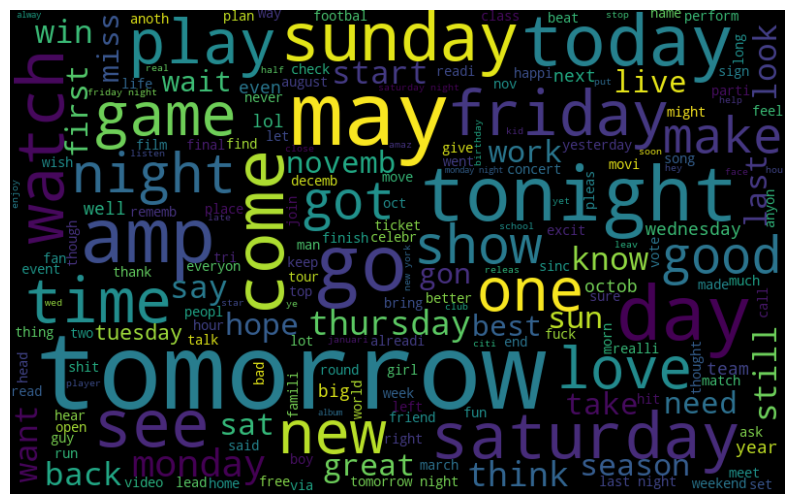 almay
anoth
plan
way
footbal
class
beat
stop
name
perform
win
miss
play
sunday
today
look
life
real
half
check
readi
happi
next
sign
long
put
friday night
wait
start
even
august
nov
saturday night
parti
help
feel
first
watch
game
never
may
friday
live
might
make
lol
final
find
let
amaz
give
kid
yesterday
soon
film
listen
close
went
birthday
movi
song
face
hou
wish
night
novemb
work
concert
monday night
hey
last
enjoy
well
rememb
decemb
move
pleas
yet
anyon
though
place
late
join
got
oct
tonight
school
wednesday
amp
come
ticket
man
finish
celebr
show
excit
leav
vote
good
fan
event
tri
everyon
go
gon
sinc
know
thank
keep
tour
new york
releas
made
much
time
wed
star
ye
top
bring
better
one
octob
sure
call
thing
two
peopl
say
hope
thursday
best
club
sun
day
tuesday
hour
talk
lot
januari
alreadi
citi
end
fuck
morn
realli
thought
team
head
read
shit
player
tomorrow
bad
round
girl
love
match
still
hear
open
guy
run
want
see
sat
famili
new
big
world
album
week
friend
fun
take
hit
need
ask
year
left
right
saturday
said
boy
great
march
think
season
last night
weekend
meet
set
monday
back
video
lead
home
free
via
tomorrow night